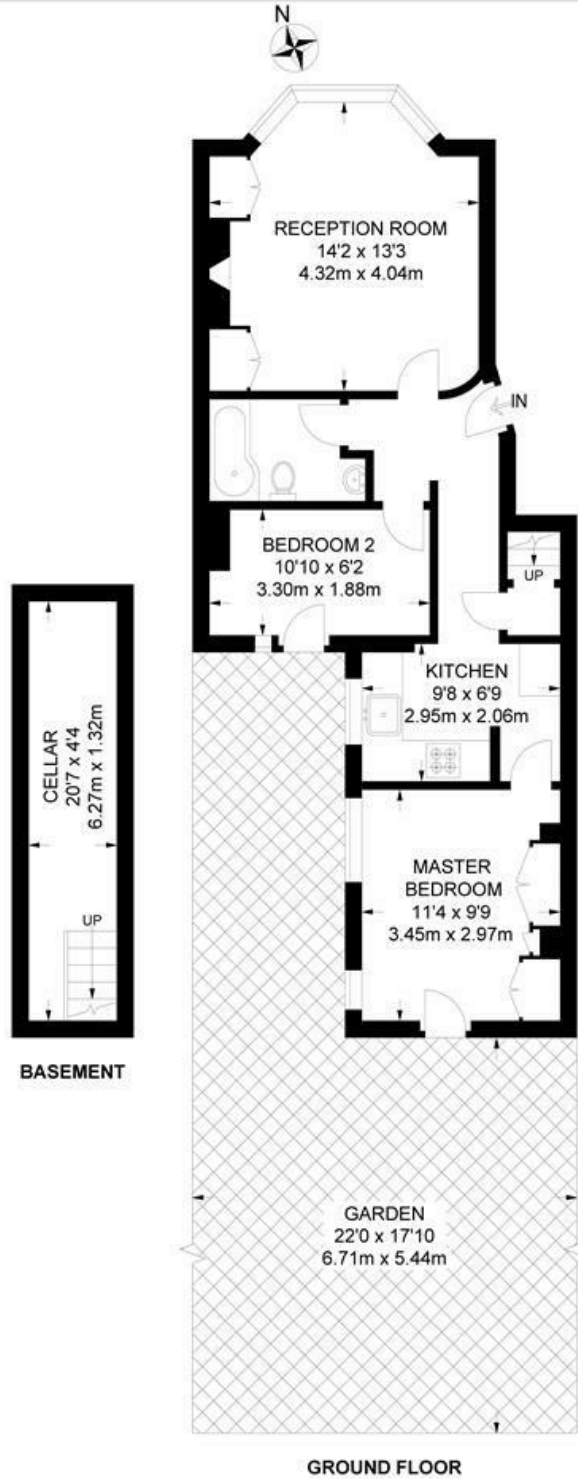 N
RECEPTION ROOM
14'2 x 13'3
4.32m x 4.04m
IN
BEDROOM 2
10'10 x 6'2
3.30m x 1.88m
UP
KITCHEN
9'8 x 6'9
2.95m x 2.06m
CELLAR
20'7 x 4'4
6.27m x 1.32m
UP
BASEMENT
MASTER
BEDROOM
11'4 x 9'9
3.45m x 2.97m
GARDEN
22'0 x 17'10
6.71m x 5.44m
GROUND FLOOR